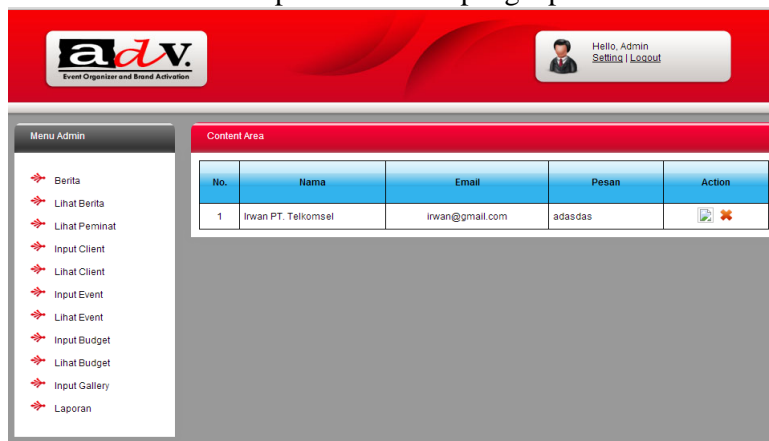 adv.
Event Organizer and Brand Activation
Hello, Admin
Setting | Logout
Menu Admin
Berita
Lihat Berita
Lihat Peminat
Input Client
Lihat Client
Input Event
Lihat Event
Input Budget
Lihat Budget
Input Gallery
Laporan
Content Area
No. Nama Email Pesan Action
1 Irwan PT. Telkomsel irwan@gmail.com adasdas